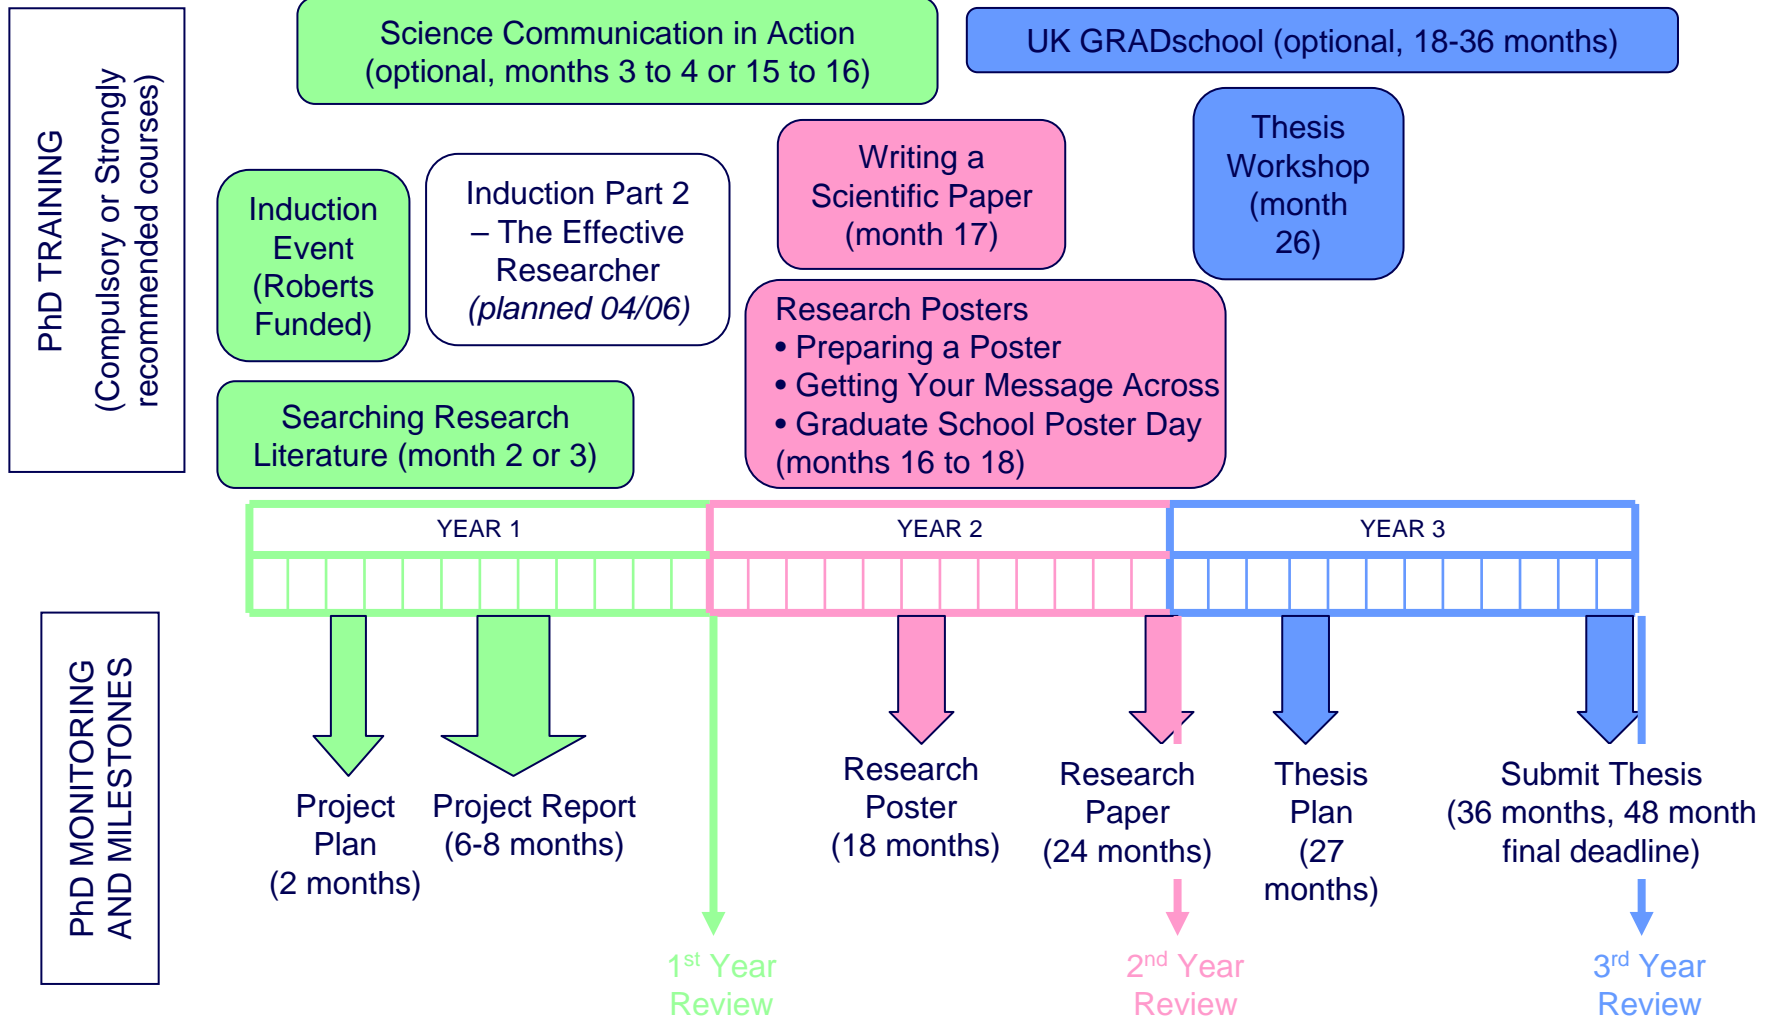 PhD TRAINING
(Compulsory or Strongly
recommended courses)
Science Communication in Action
(optional, months 3 to 4 or 15 to 16)
UK GRADschool (optional, 18-36 months)
Induction
Event
(Roberts
Funded)
Induction Part 2
– The Effective
Researcher
(planned 04/06)
Writing a
Scientific Paper
(month 17)
Thesis
Workshop
(month
26)
Searching Research
Literature (month 2 or 3)
Research Posters
• Preparing a Poster
• Getting Your Message Across
• Graduate School Poster Day
(months 16 to 18)
YEAR 1
YEAR 2
YEAR 3
PhD MONITORING
AND MILESTONES
Project
Plan
(2 months)
Project Report
(6-8 months)
Research
Poster
(18 months)
Research
Paper
(24 months)
Thesis
Plan
(27
months)
Submit Thesis
(36 months, 48 month
final deadline)
1st Year
Review
2nd Year
Review
3rd Year
Review